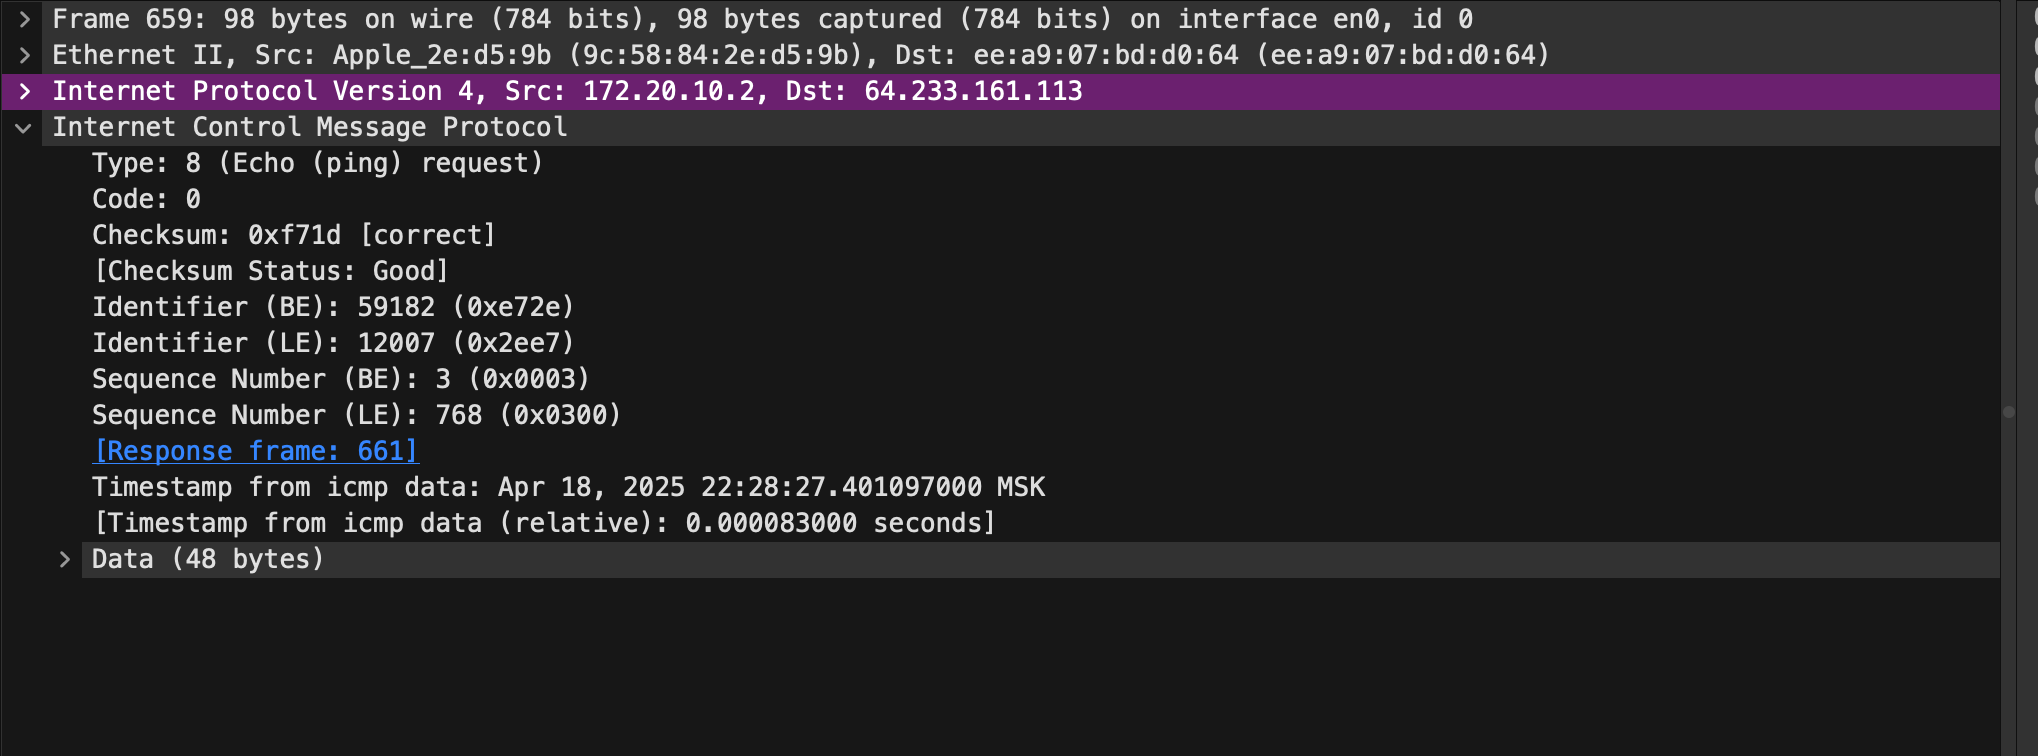 Frame 659: 98 bytes on wire (784 bits), 98 bytes captured (784 bits) on interface en0, id 0
Ethernet II, Src: Apple_2e:d5:9b (9c:58:84:2e:d5:9b), Dst: ee:a9:07:bd:d0:64 (ee:a9:07:bd:d0:64)
Internet Protocol Version 4, Src: 172.20.10.2, Dst: 64.233.161.113
Internet Control Message Protocol
Type: 8 (Echo (ping) request)
Code: 0
Checksum: 0xf71d [correct]
[Checksum Status: Good]
Identifier (BE): 59182 (0xe72e)
Identifier (LE): 12007 (0x2ee7)
Sequence Number (BE): 3 (0x0003)
Sequence Number (LE): 768 (0x0300)
[Response frame: 661]
Timestamp from icmp data: Apr 18, 2025 22:28:27.401097000 MSK
[Timestamp from icmp data (relative): 0.000083000 seconds]
Data (48 bytes)